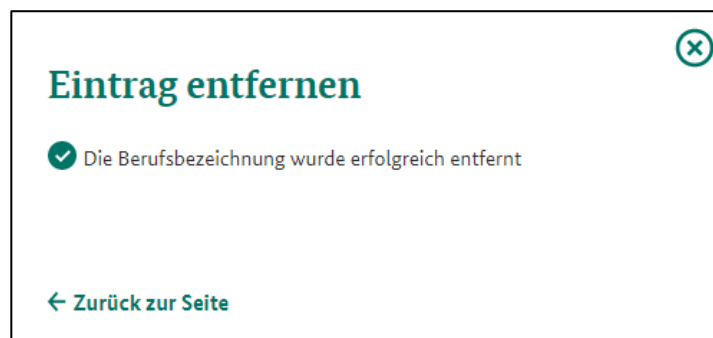 Eintrag entfernen
Die Berufsbezeichnung wurde erfolgreich entfernt
← Zurück zur Seite